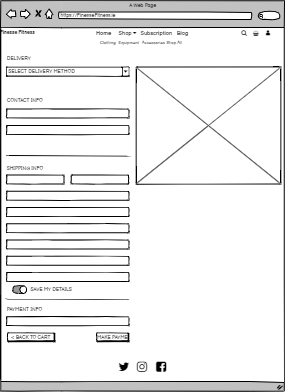 A Web Page
https://FinesseFitness.ie
Finesse Fitness
Home Shop Subscription Blog
Clothing Equipment Accessories Shop All
DELIVERY
SELECT DELIVERY METHOD
CONTACT INFO
SHIPPING INFO
SAVE MY DETAILS
PAYMENT INFO
< BACK TO CART
MAKE PAYME